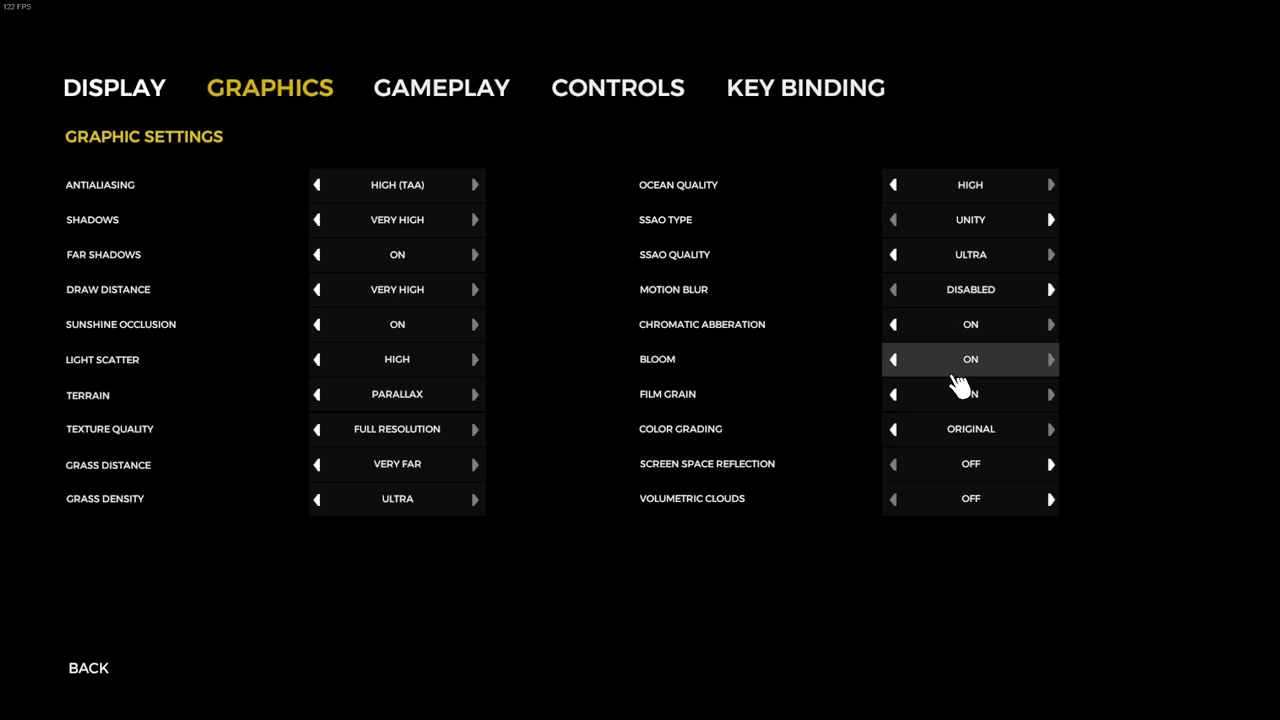 122 FPS
DISPLAY GRAPHICS GAMEPLAY CONTROLS KEY BINDING
GRAPHIC SETTINGS
ANTIALIASING HIGH (TAA)
SHADOWS VERY HIGH
FAR SHADOWS ON
DRAW DISTANCE VERY HIGH
SUNSHINE OCCLUSION ON
LIGHT SCATTER HIGH
TERRAIN PARALLAX
TEXTURE QUALITY FULL RESOLUTION
GRASS DISTANCE VERY FAR
GRASS DENSITY ULTRA
OCEAN QUALITY HIGH
SSAO TYPE UNITY
SSAO QUALITY ULTRA
MOTION BLUR DISABLED
CHROMATIC ABBERATION ON
BLOOM ON
FILM GRAIN
COLOR GRADING ORIGINAL
SCREEN SPACE REFLECTION OFF
VOLUMETRIC CLOUDS OFF
BACK